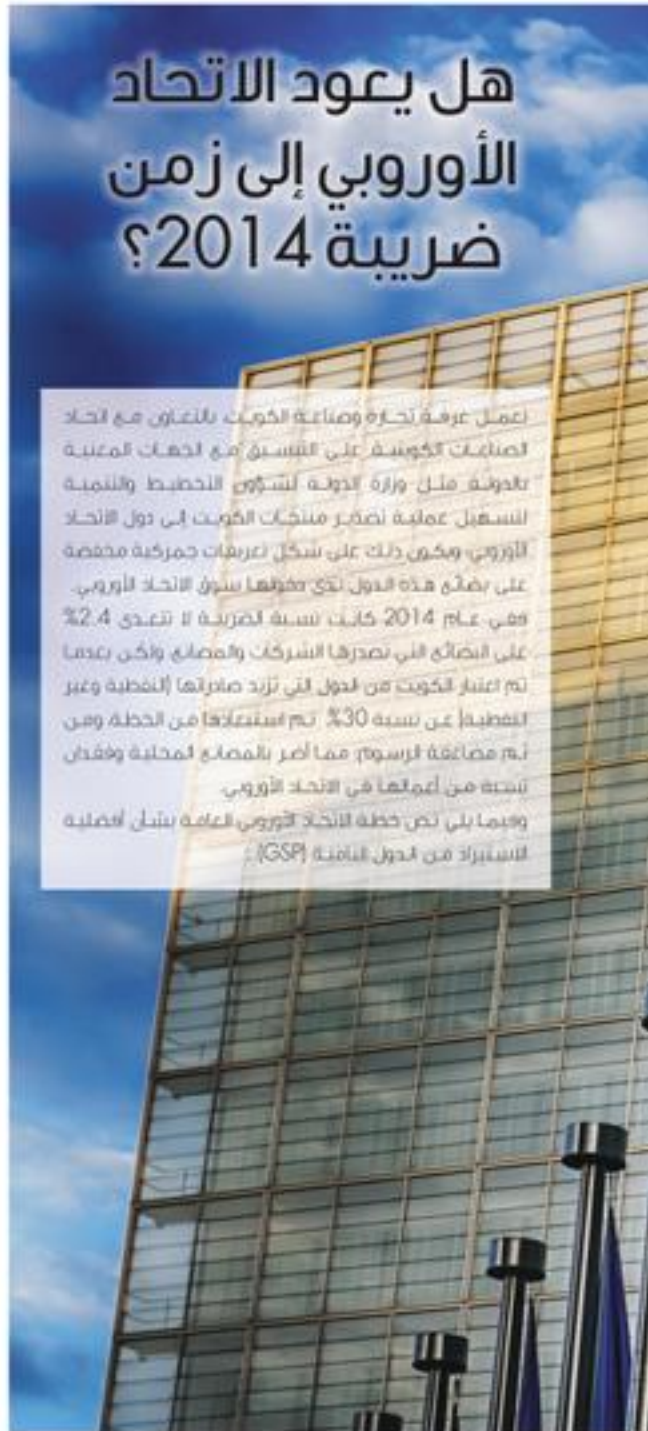 هل يعود الاتحاد
الأوروبي إلى زمن
ضريبة 2014؟
تعمل غرفة تجارة وصناعة الكويت، بالتعاون مع اتحاد
الصناعات الكويتية، على التنسيق مع الجهات المعنية
بالدولة مثل وزارة الدولة لشؤون التخطيط والتنمية
لتسهيل عملية تصدير منتجات الكويت إلى دول الاتحاد
الأوروبي، ويكون ذلك على شكل تعريفات جمركية مخفضة
على بضائع هذه الدول لدى دخولها سوق الاتحاد الأوروبي.
ففي عام 2014 كانت نسبة الضريبة لا تتعدى 2.4%
على البضائع التي تصدرها الشركات والمصانع، ولكن بعدما
تم اعتبار الكويت من الدول التي تزيد صادراتها (النفطية وغير
النفطية) عن نسبة 30%، تم استبعادها من الخطة، ومن
ثم مضاعفة الرسوم؛ مما أضر بالمصانع المحلية وفقدان
نسبة من أعمالها في الاتحاد الأوروبي.
وفيما يلي نص خطة الاتحاد الأوروبي العامة بشأن أفضلية
الاستيراد من الدول النامية (GSP):